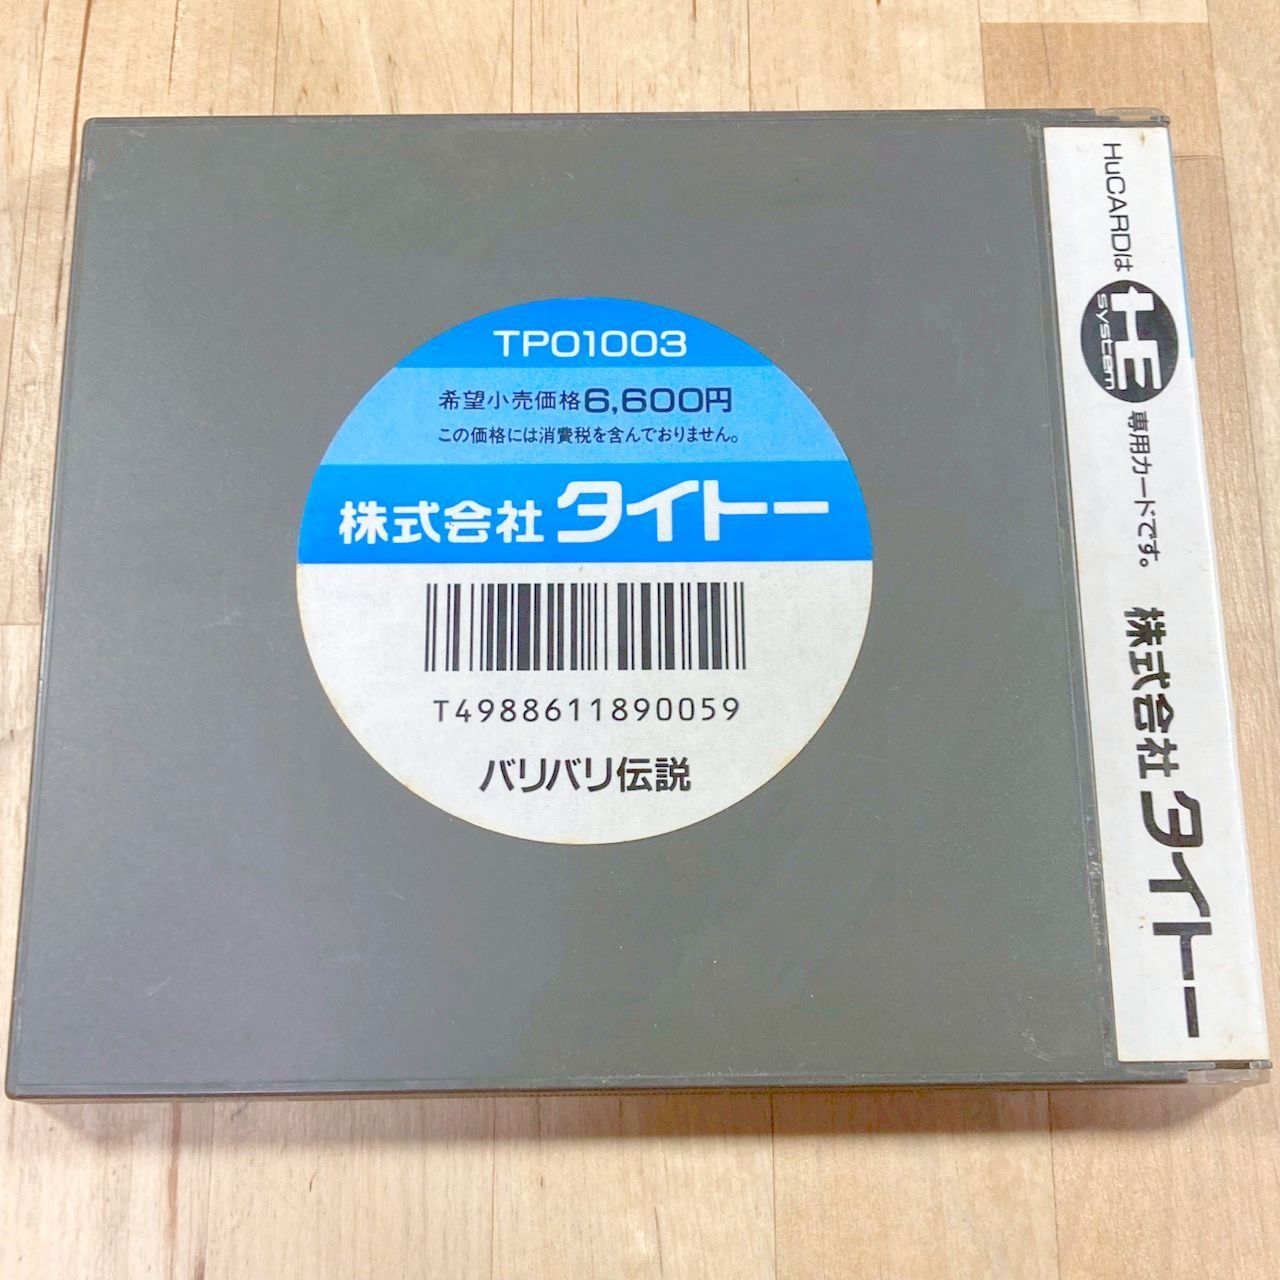 TP01003
希望小売価格6,600円
この価格には消費税を含んでおりません。
株式会社タイトー
T4988611890059
バリバリ伝説
HuCARDは HE system 専用カードです。 株式会社タイトー